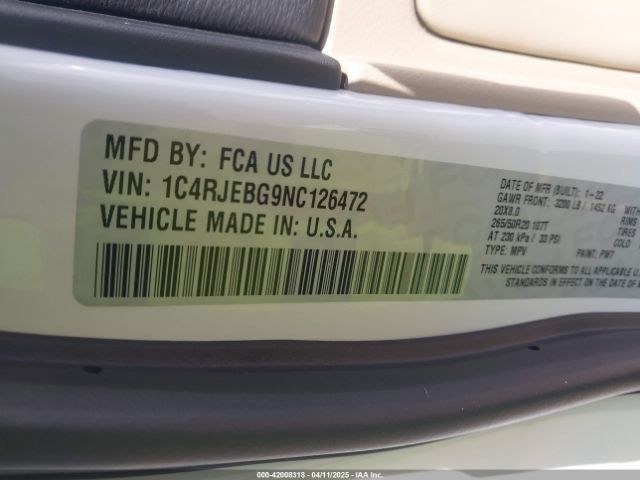 MFD BY: FCA US LLC
VIN: 1C4RJEBG9NC126472
VEHICLE MADE IN: U.S.A.
DATE OF MFR (BUILT): 1-22
GAWR FRONT: 3200 LB / 1452 KG WITH
20X8.0 RIMS
265/50R20 107T TIRES
AT 230 kPa / 33 PSI COLD
TYPE: MPV PAINT: PW7
THIS VEHICLE CONFORMS TO ALL APPLICABLE
STANDARDS IN EFFECT ON THE DATE OF
000-42008318 - 04/11/2025 - IAA Inc.